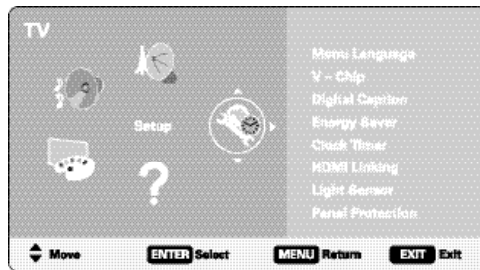 TV
Setup
?
Menu Language
V - Chip
Digital Caption
Energy Saver
Clock Timer
HDMI Linking
Light Sensor
Panel Protection
Move ENTER Select MENU Return EXIT Exit